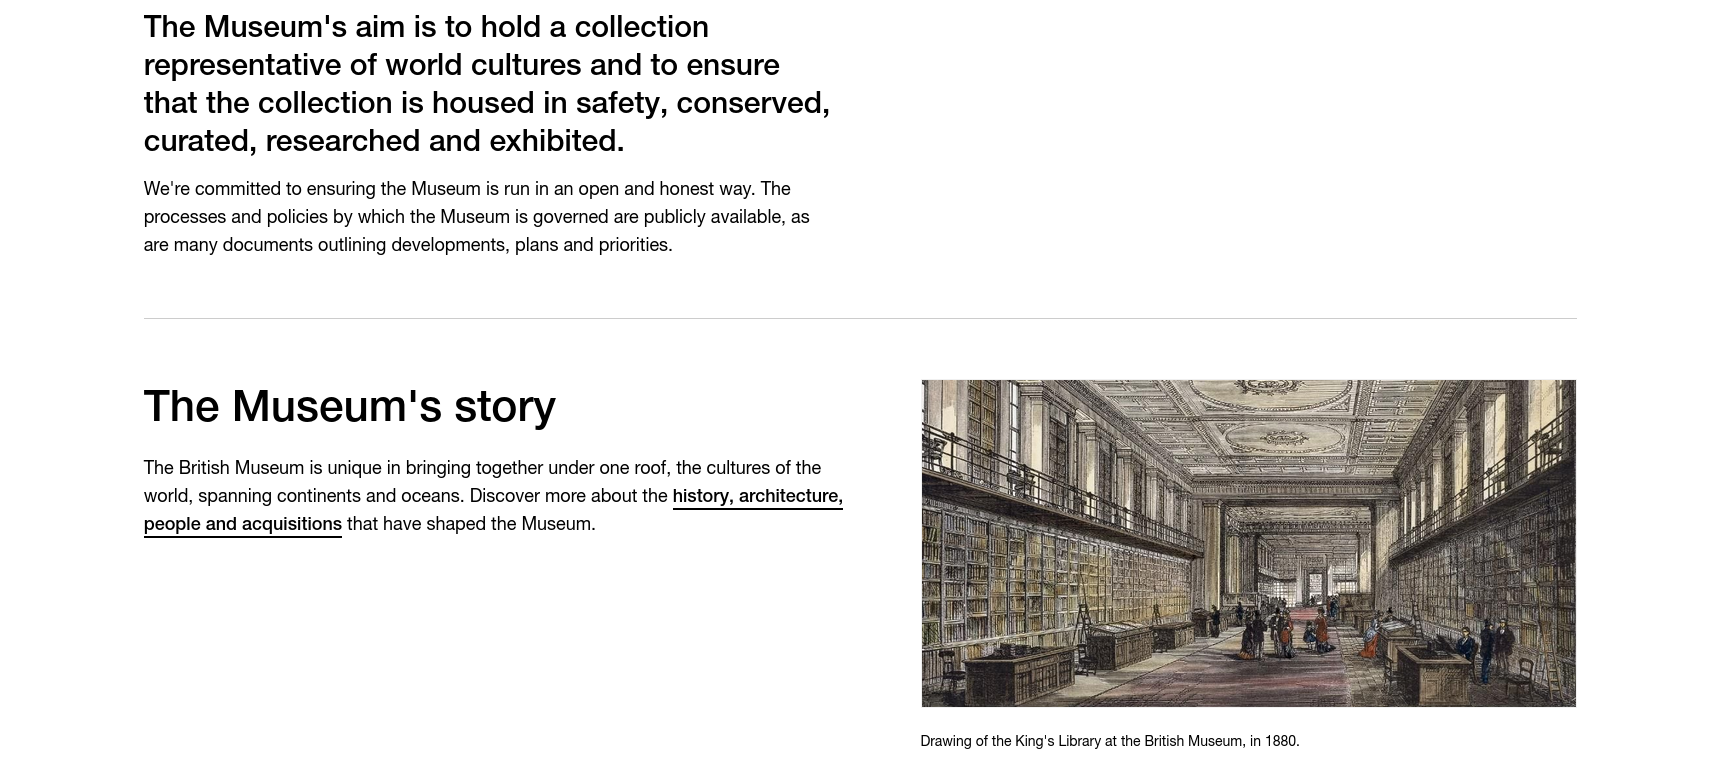 The Museum's aim is to hold a collection
representative of world cultures and to ensure
that the collection is housed in safety, conserved,
curated, researched and exhibited.
We're committed to ensuring the Museum is run in an open and honest way. The
processes and policies by which the Museum is governed are publicly available, as
are many documents outlining developments, plans and priorities.
The Museum's story
The British Museum is unique in bringing together under one roof, the cultures of the
world, spanning continents and oceans. Discover more about the history, architecture,
people and acquisitions that have shaped the Museum.
Drawing of the King's Library at the British Museum, in 1880.